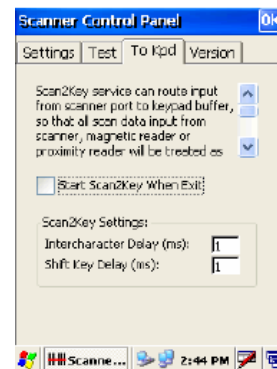 Scanner Control Panel OK
Settings Test To Kpd Version
Scan2Key service can route input
from scanner port to keypad buffer,
so that all scan data input from
scanner, magnetic reader or
proximity reader will be treated as
Start Scan2Key When Exit
Scan2Key Settings:
Intercharacter Delay (ms): 1
Shift Key Delay (ms): 1
Scanne... 2:44 PM